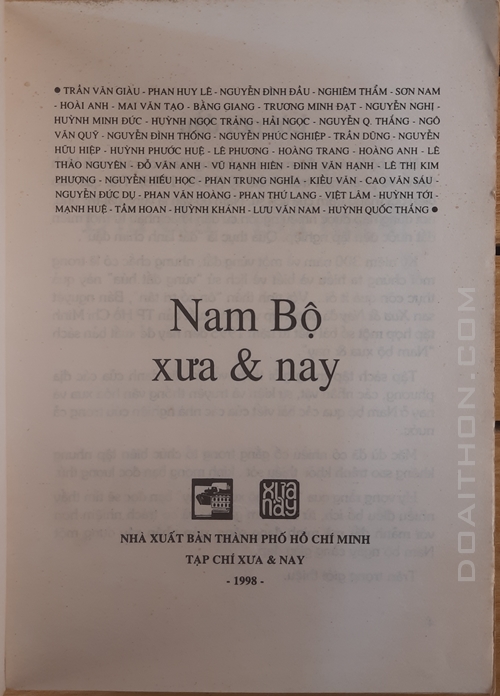 ● TRẦN VĂN GIÀU - PHAN HUY LÊ - NGUYỄN ĐÌNH ĐẦU - NGHIÊM THẨM - SƠN NAM
- HOÀI ANH - MAI VĂN TẠO - BẰNG GIANG - TRƯƠNG MINH ĐẠT - NGUYỄN NGHỊ -
HUỲNH MINH ĐỨC - HUỲNH NGỌC TRẢNG - HẢI NGỌC - NGUYỄN Q. THẮNG - NGÔ
VĂN QUÝ - NGUYỄN ĐÌNH THỐNG - NGUYỄN PHÚC NGHIỆP - TRẦN DŨNG - NGUYỄN
HỮU HIỆP - HUỲNH PHƯỚC HUỆ - LÊ PHƯƠNG - HOÀNG TRANG - HOÀNG ANH - LÊ
THẢO NGUYÊN - ĐỖ VĂN ANH - VŨ HẠNH HIÊN - ĐINH VĂN HẠNH - LÊ THỊ KIM
PHƯỢNG - NGUYỄN HIẾU HỌC - PHAN TRUNG NGHĨA - KIỀU VĂN - CAO VĂN SÁU -
NGUYỄN ĐỨC DỤ - PHAN VĂN HOÀNG - PHAN THỨ LANG - VIỆT LÂM - HUỲNH TỚI -
MẠNH HUỆ - TẦM HOAN - HUỲNH KHÁNH - LƯU VĂN NAM - HUỲNH QUỐC THẮNG ●
Nam Bộ
xưa & nay
XƯA
NAY
NHÀ XUẤT BẢN THÀNH PHỐ HỒ CHÍ MINH
TẠP CHÍ XƯA & NAY
- 1998 -
DOAITHON.COM